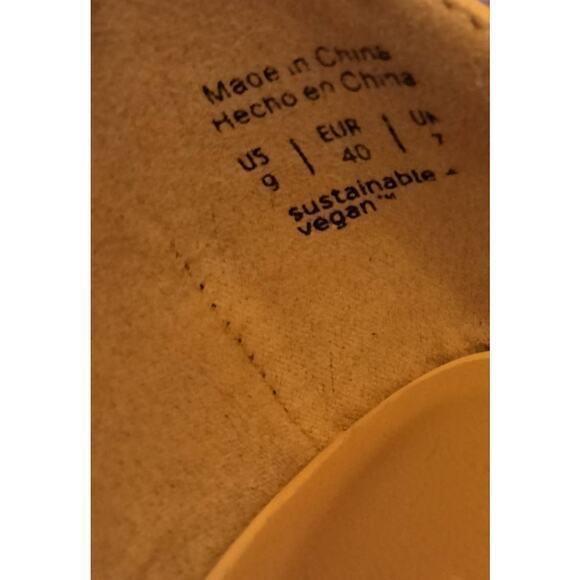 Made in China
Hecho en China
US | EUR | UK
9 | 40 | 7
sustainable +
vegan™